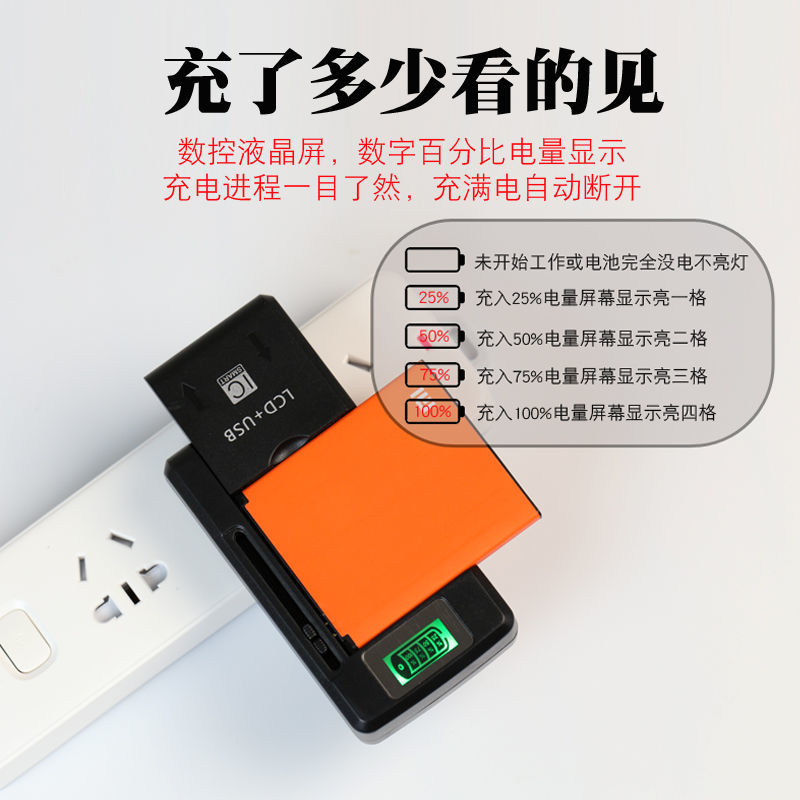 充了多少看的见
数控液晶屏，数字百分比电量显示
充电进程一目了然，充满电自动断开
未开始工作或电池完全没电不亮灯
25% 充入25%电量屏幕显示亮一格
50% 充入50%电量屏幕显示亮二格
75% 充入75%电量屏幕显示亮三格
100% 充入100%电量屏幕显示亮四格
IC
SMART
LCD+USB